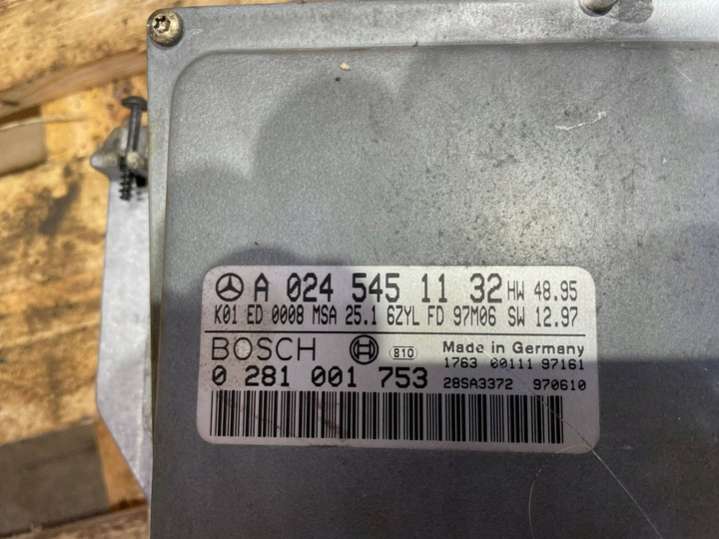 A 024 545 11 32 HW 48.95
K01 ED 0008 MSA 25.1 6ZYL FD 97M06 SW 12.97
BOSCH 810 Made in Germany
1763 00111 97161
0 281 001 753 28SA3372 970610